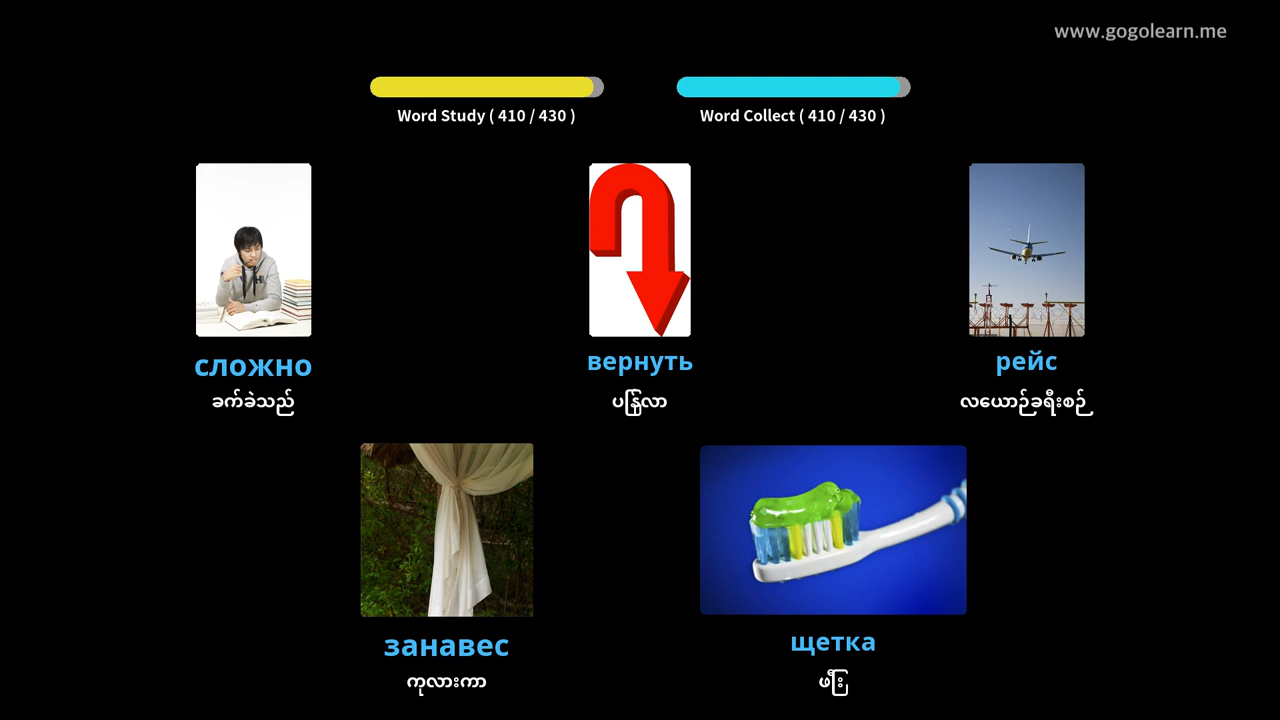 www.gogolearn.me
Word Study ( 410 / 430 )
Word Collect ( 410 / 430 )
сложно
ခက်ခဲသည်
вернуть
ပြန်လာ
рейс
လေယာဉ်ခရီးစဉ်
занавес
ကုလားကာ
щетка
ဖြီး